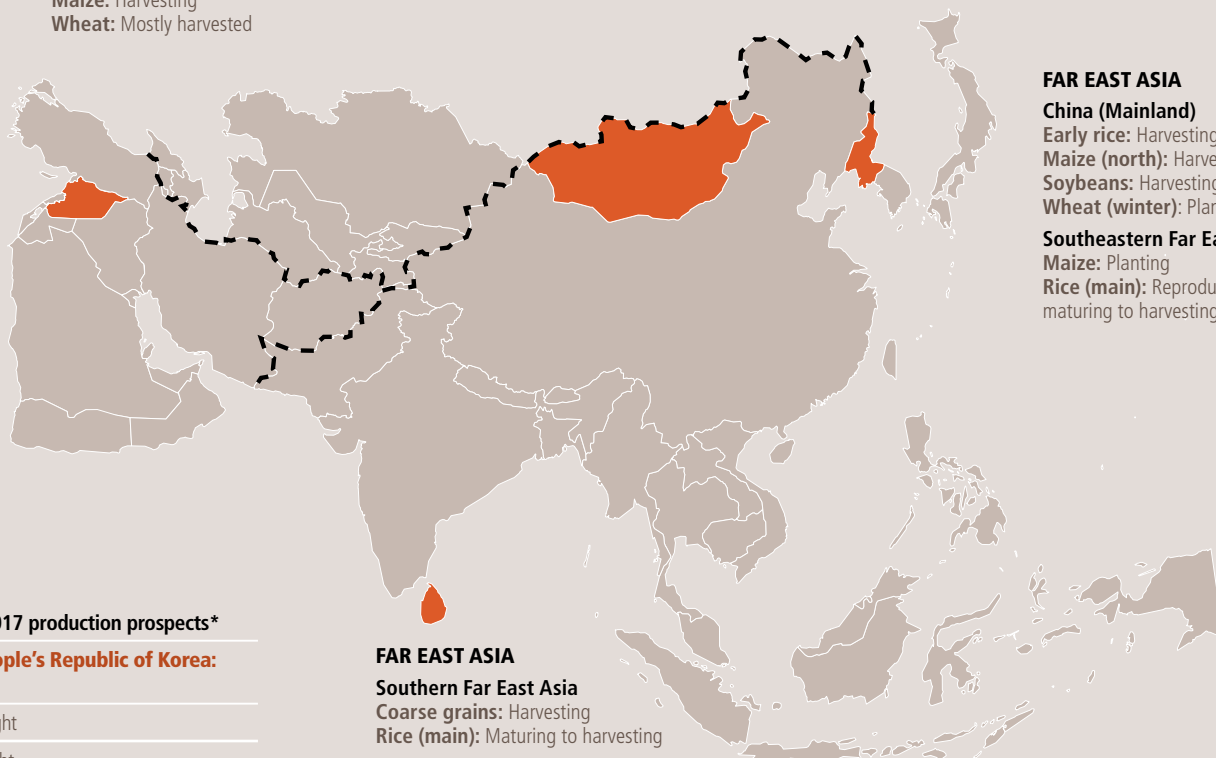 Maize: Harvesting
Wheat: Mostly harvested
FAR EAST ASIA
China (Mainland)
Early rice: Harvesting
Maize (north): Harve
Soybeans: Harvesting
Wheat (winter): Plan
Southeastern Far Ea
Maize: Planting
Rice (main): Reprodu
maturing to harvesting
017 production prospects*
ople's Republic of Korea:
ght
ght
FAR EAST ASIA
Southern Far East Asia
Coarse grains: Harvesting
Rice (main): Maturing to harvesting